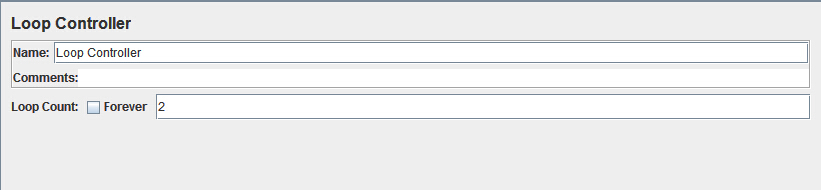 Loop Controller
Name: Loop Controller
Comments:
Loop Count: Forever 2